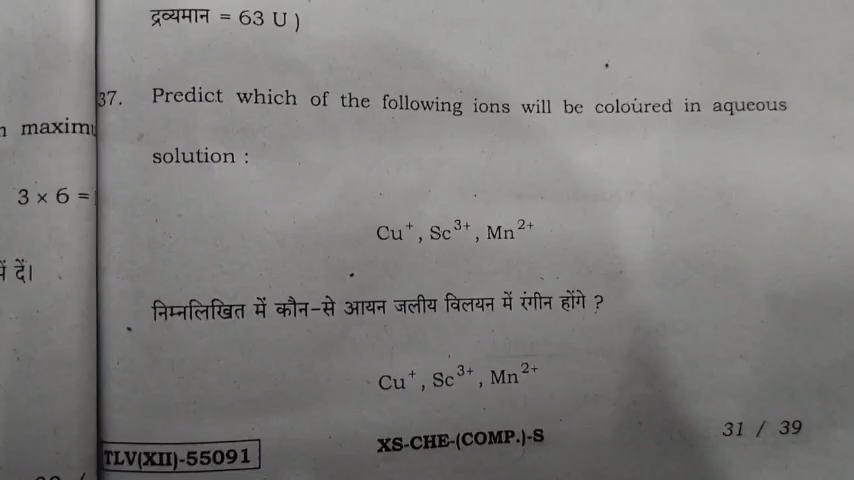 द्रव्यमान = 63 U )
37. Predict which of the following ions will be coloured in aqueous
solution :
Cu⁺, Sc³⁺, Mn²⁺
निम्नलिखित में कौन-से आयन जलीय विलयन में रंगीन होंगे ?
Cu⁺, Sc³⁺, Mn²⁺
TLV(XII)-55091
XS-CHE-(COMP.)-S
31 / 39
3 × 6 =
में दें।